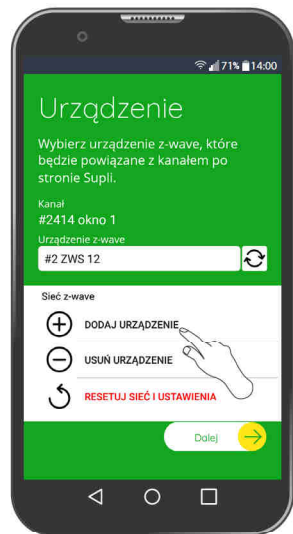 71% 14:00
Urządzenie
Wybierz urządzenie z-wave, które
będzie powiązane z kanałem po
stronie Supli.
Kanał
#2414 okno 1
Urządzenie z-wave
#2 ZWS 12
Sieć z-wave
DODAJ URZĄDZENIE
USUŃ URZĄDZENIE
RESETUJ SIEĆ I USTAWIENIA
Dalej